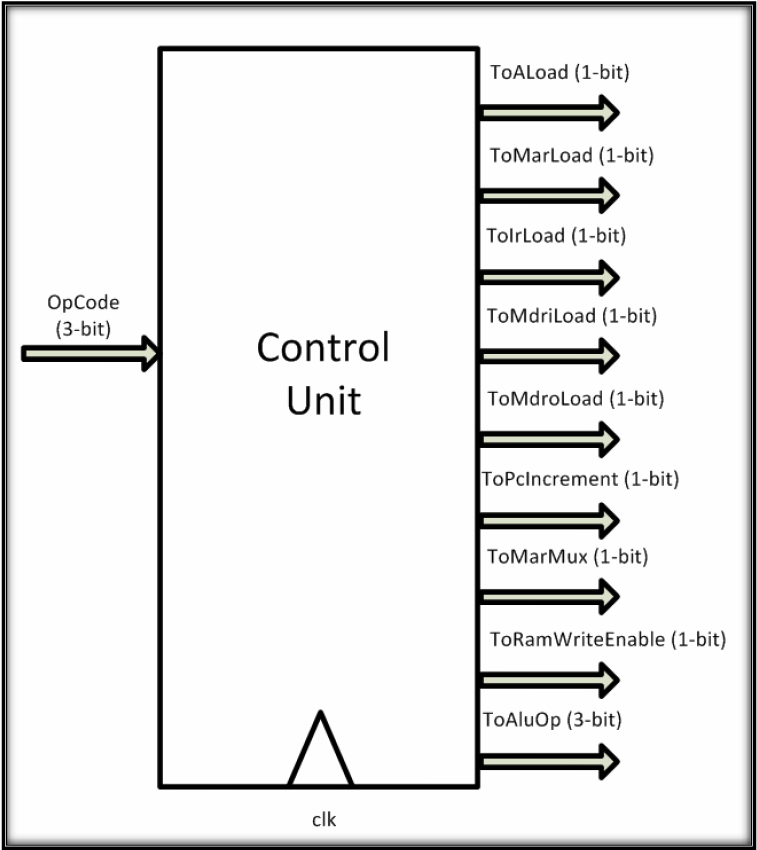 ToALoad (1-bit)
ToMarLoad (1-bit)
ToIrLoad (1-bit)
OpCode
(3-bit)
ToMdriLoad (1-bit)
Control
Unit
ToMdroLoad (1-bit)
ToPcIncrement (1-bit)
ToMarMux (1-bit)
ToRamWriteEnable (1-bit)
ToAluOp (3-bit)
clk